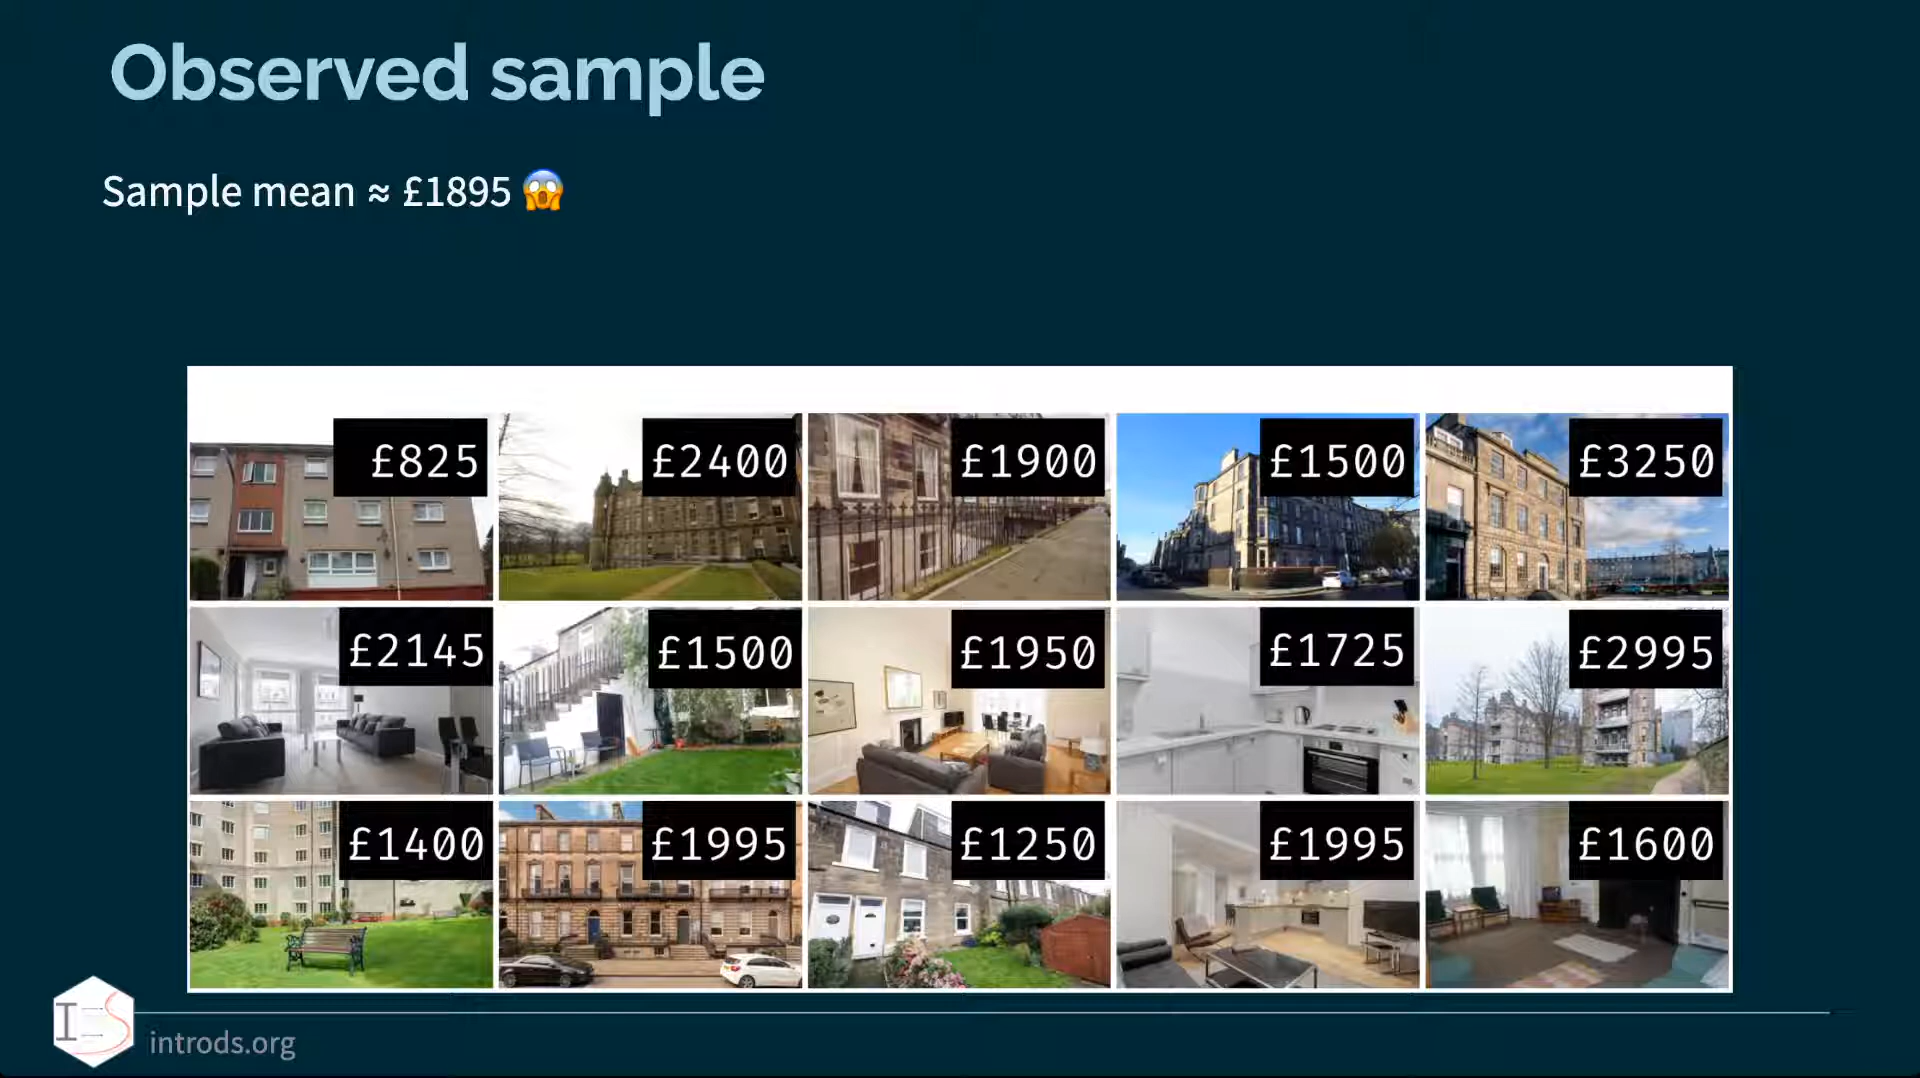 Observed sample
Sample mean ≈ £1895 😱
£825 £2400 £1900 £1500 £3250
£2145 £1500 £1950 £1725 £2995
£1400 £1995 £1250 £1995 £1600
introds.org